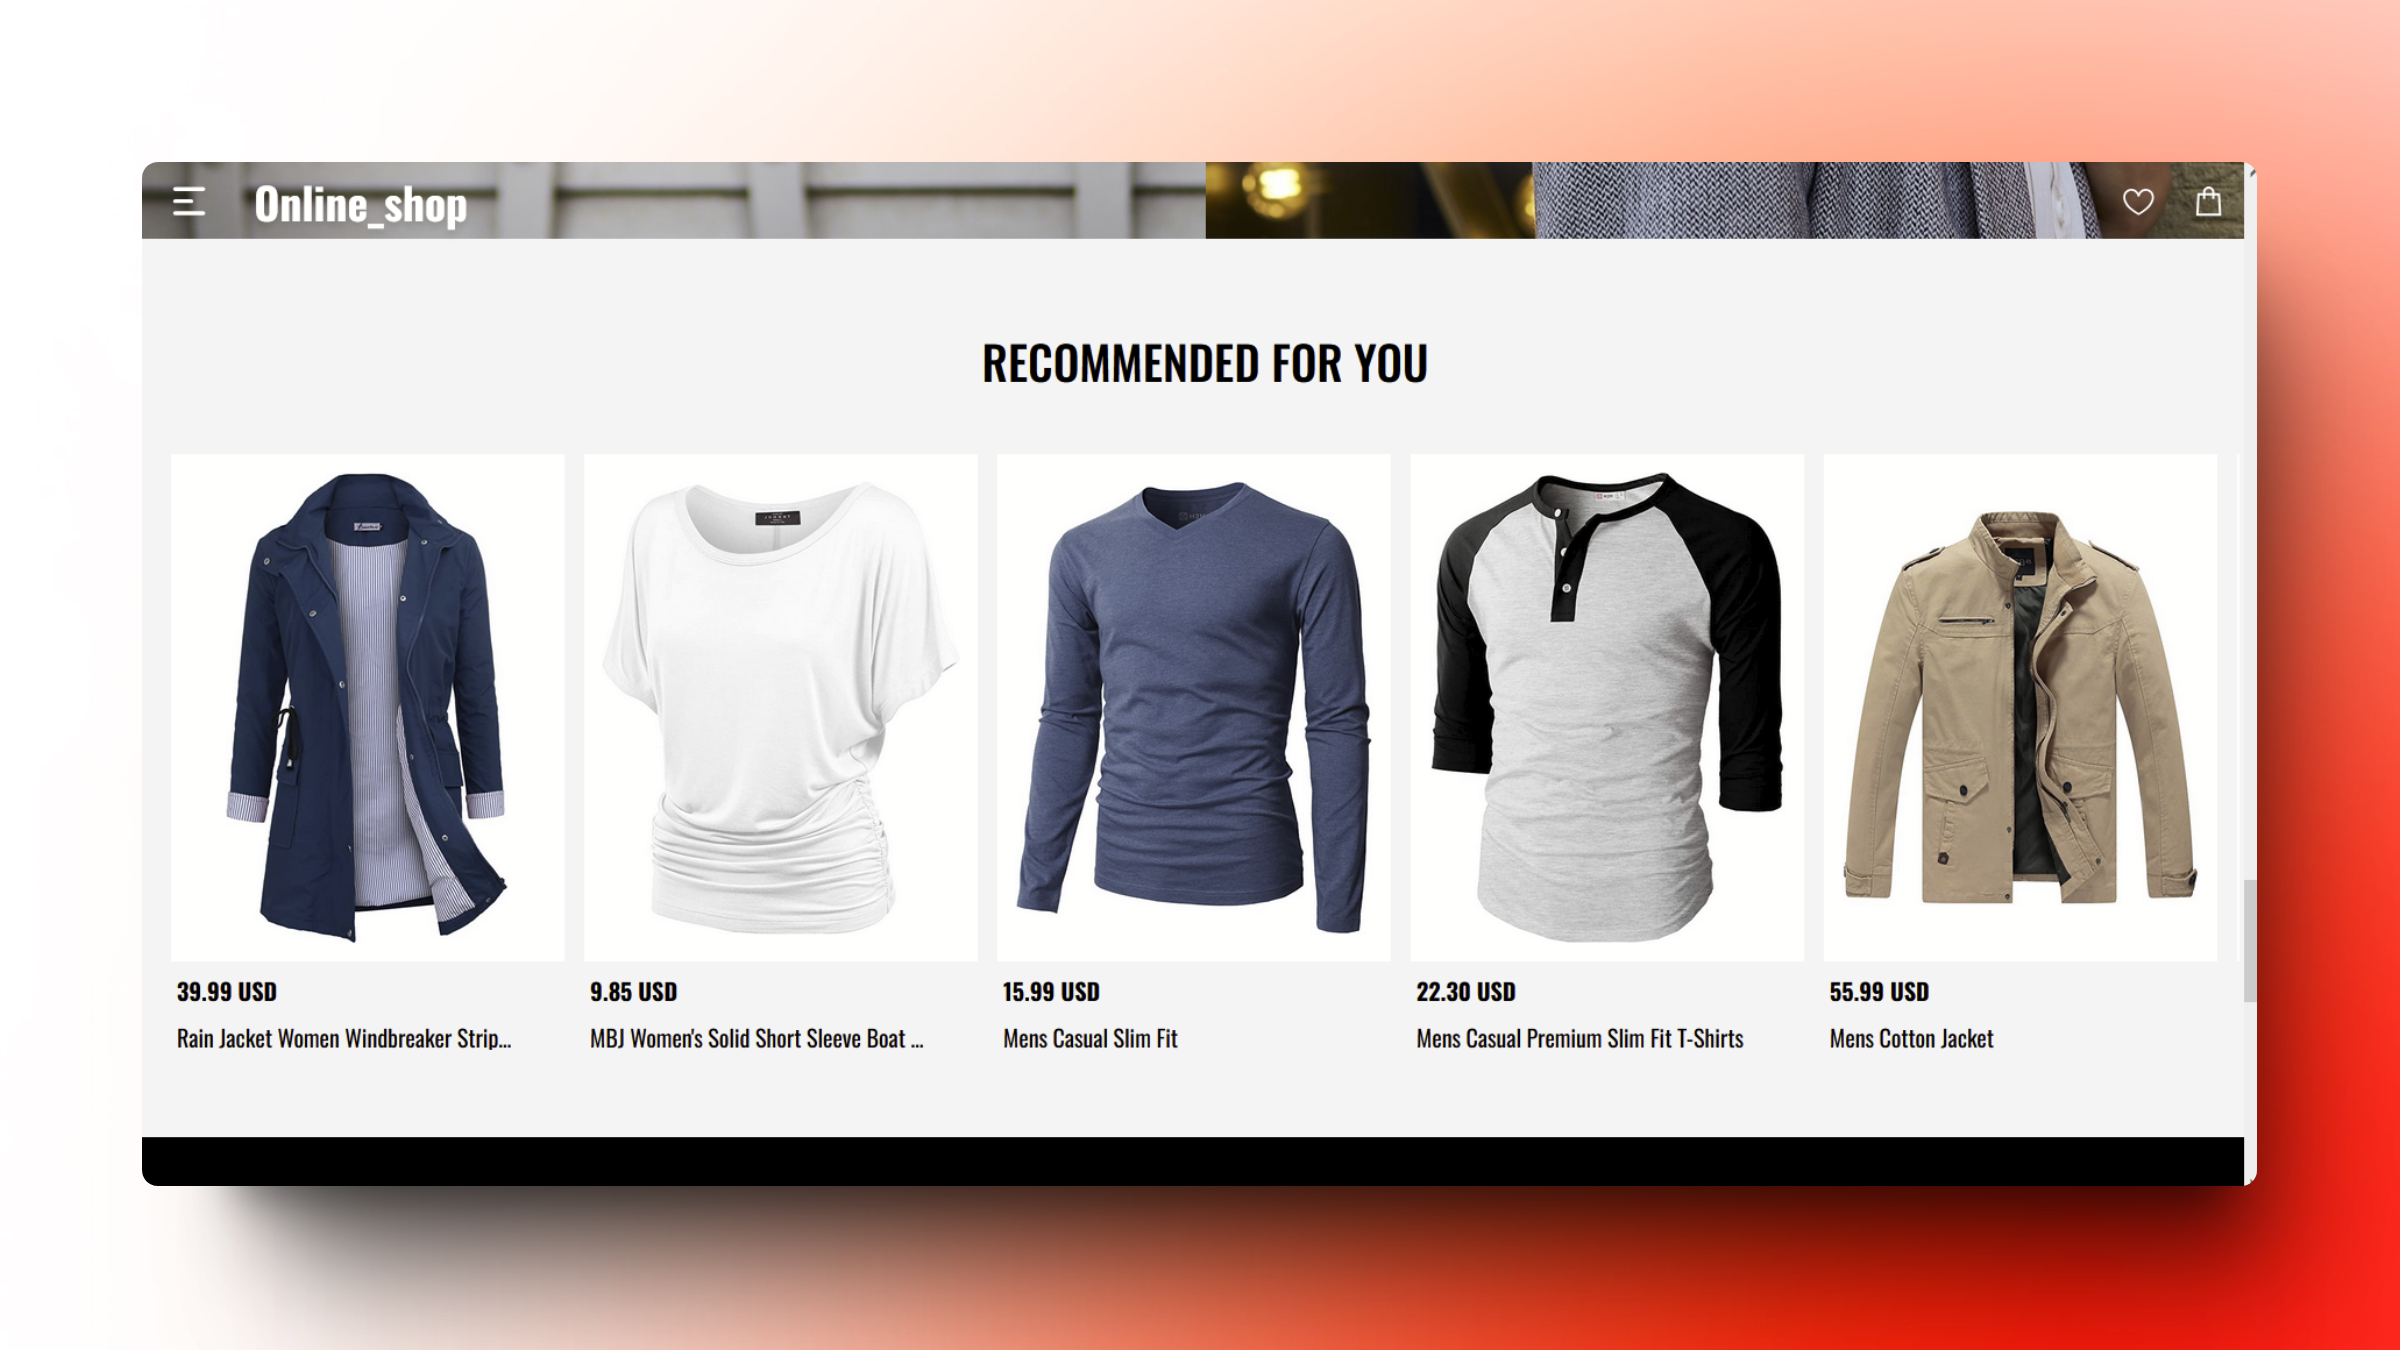 Online_shop
RECOMMENDED FOR YOU
39.99 USD
Rain Jacket Women Windbreaker Strip...
9.85 USD
MBJ Women's Solid Short Sleeve Boat ...
15.99 USD
Mens Casual Slim Fit
22.30 USD
Mens Casual Premium Slim Fit T-Shirts
55.99 USD
Mens Cotton Jacket